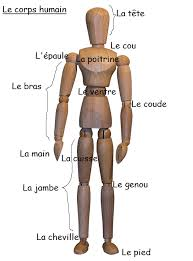 Le corps humain
La tête
Le cou
L'épaule
La poitrine
Le bras
Le ventre
Le coude
La main
La cuisse
La jambe
Le genou
La cheville
Le pied